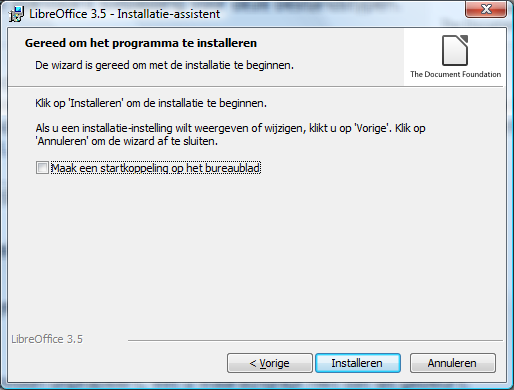 LibreOffice 3.5 - Installatie-assistent
Gereed om het programma te installeren
De wizard is gereed om met de installatie te beginnen.
The Document Foundation
Klik op 'Installeren' om de installatie te beginnen.
Als u een installatie-instelling wilt weergeven of wijzigen, klikt u op 'Vorige'. Klik op
'Annuleren' om de wizard af te sluiten.
Maak een startkoppeling op het bureaublad
LibreOffice 3.5
< Vorige
Installeren
Annuleren